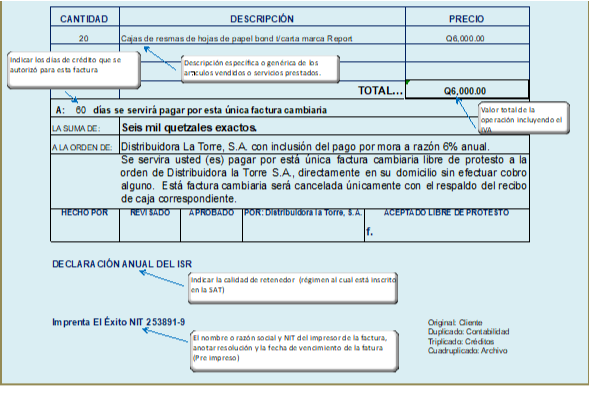 CANTIDAD DESCRIPCIÓN PRECIO
20 Cajas de resmas de hojas de papel bond t/carta marca Report Q6,000.00
Indicar los días de crédito que se
autorizó para esta factura
Descripción específica o genérica de los
artículos vendidos o servicios prestados.
TOTAL... Q6,000.00
A: 60 días se servirá pagar por esta única factura cambiaria
Valor total de la
operación incluyendo el
IVA
LA SUMA DE: Seis mil quetzales exactos.
A LA ORDEN DE: Distribuidora La Torre, S.A. con inclusión del pago por mora a razón 6% anual.
Se servira usted (es) pagar por está única factura cambiaria libre de protesto a la
orden de Distribuidora la Torre S.A., directamente en su domicilio sin efectuar cobro
alguno. Está factura cambiaria será cancelada únicamente con el respaldo del recibo
de caja correspondiente.
HECHO POR REVISADO APROBADO POR: Distribuidora la Torre, S.A. ACEPTADO LIBRE DE PROTESTO
f.
DECLARACIÓN ANUAL DEL ISR
Indicar la calidad de retenedor (régimen al cual está inscrito
en la SAT)
Imprenta El Éxito NIT 253891-9
El nombre o razón social y NIT del impresor de la factura,
anotar resolución y la fecha de vencimiento de la fatura
(Pre impreso)
Original: Cliente
Duplicado: Contabilidad
Triplicado: Créditos
Cuadruplicado: Archivo